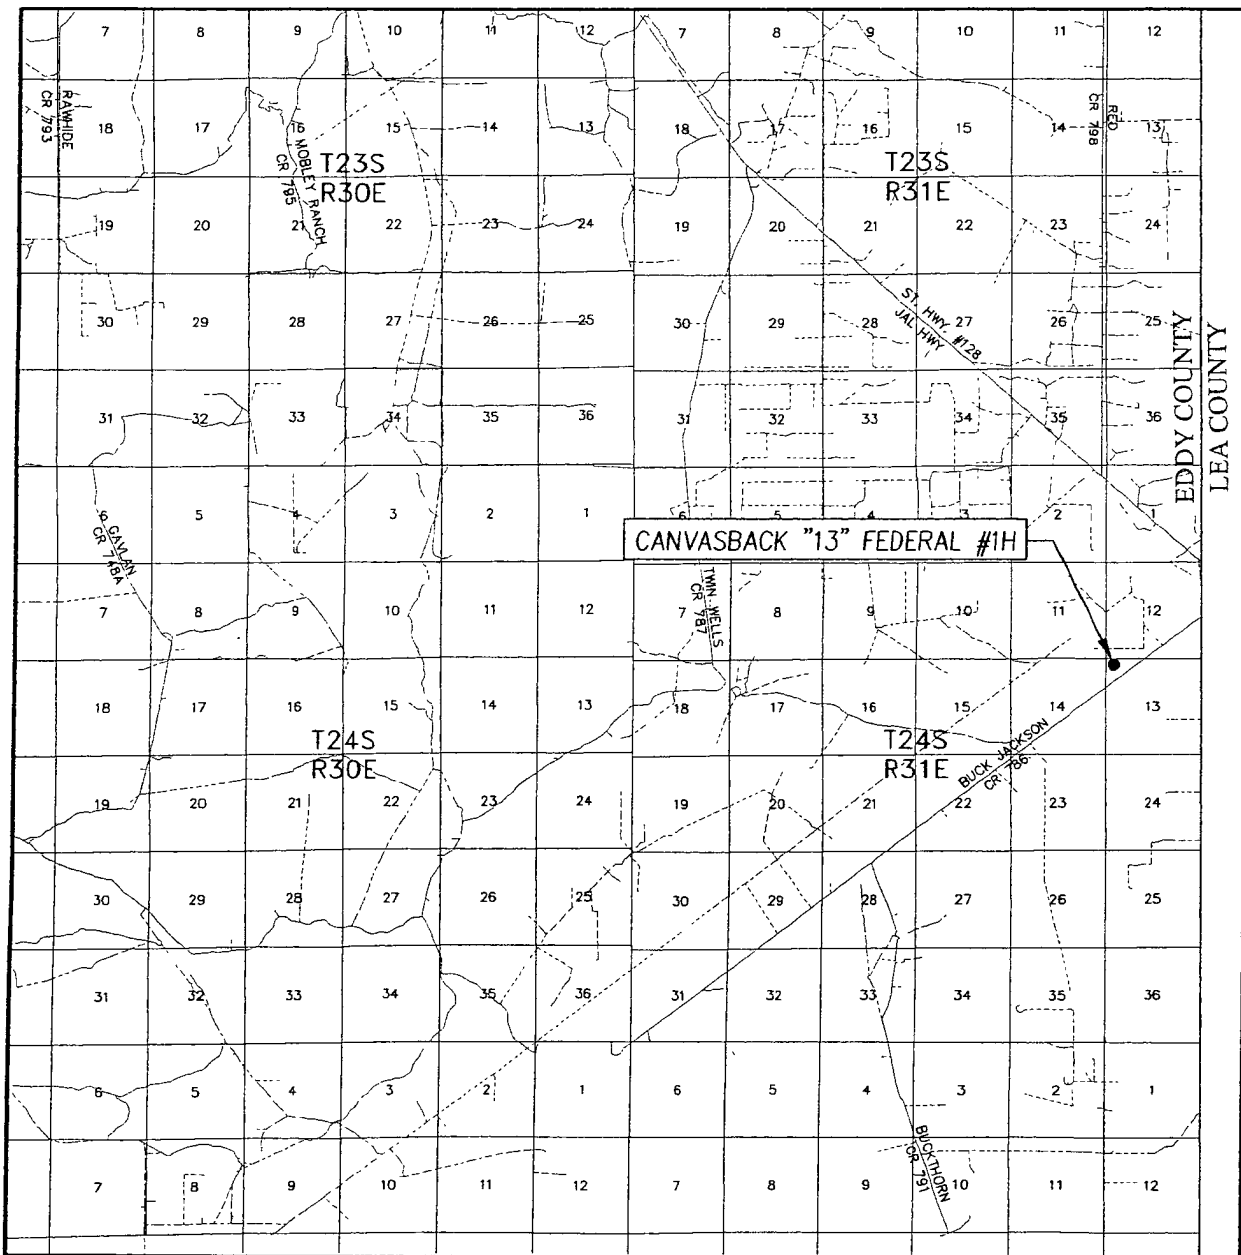 7 8 9 10 11 12 7 8 9 10 11 12
RAWHIDE
CR 793
RED
CR 798
18 17 16 15 14 13 18 17 16 15 14 13
MOBLEY RANCH
CR 795
T23S
R30E
T23S
R31E
19 20 21 22 23 24 19 20 21 22 23 24
30 29 28 27 26 25 30 29 28 27 26 25
ST. HWY. #128
JAL HWY
EDDY COUNTY
LEA COUNTY
31 32 33 34 35 36 31 32 33 34 35 36
6 5 4 3 2 1 6 5 4 3 2 1
GAVLAN
CR 748A
CANVASBACK "13" FEDERAL #1H
TWIN WELLS
CR 787
7 8 9 10 11 12 7 8 9 10 11 12
18 17 16 15 14 13 18 17 16 15 14 13
T24S
R30E
T24S
R31E
BUCK JACKSON
CR 786
19 20 21 22 23 24 19 20 21 22 23 24
30 29 28 27 26 25 30 29 28 27 26 25
31 32 33 34 35 36 31 32 33 34 35 36
6 5 4 3 2 1 6 5 4 3 2 1
BUCKTHORN
CR 791
7 8 9 10 11 12 7 8 9 10 11 12